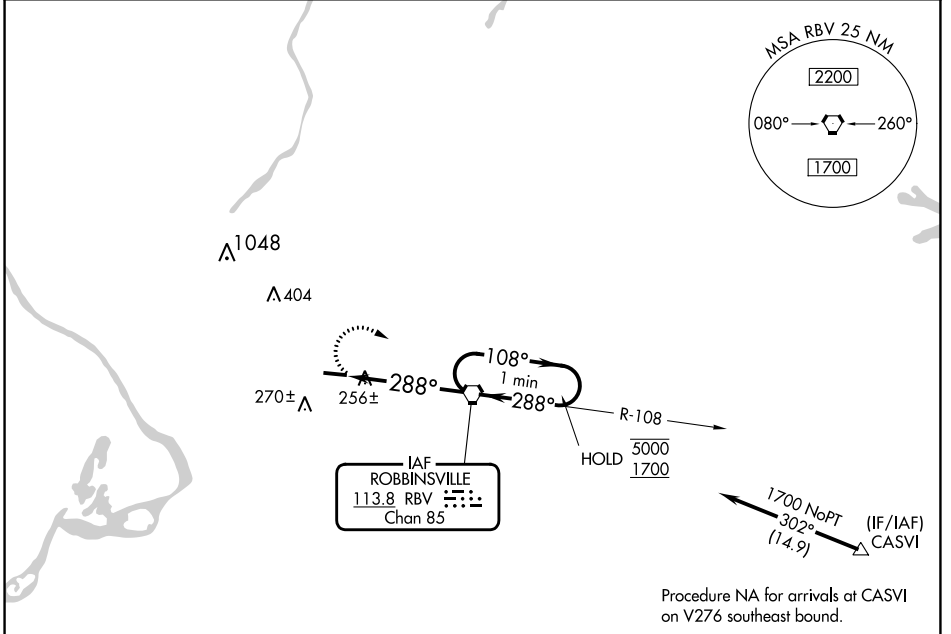 MSA RBV 25 NM
2200
080°
260°
1700
1048
404
108°
1 min
288°
288°
270±
256±
R-108
HOLD
5000
1700
IAF
ROBBINSVILLE
113.8 RBV
Chan 85
1700 NoPT
302°
(14.9)
(IF/IAF)
CASVI
Procedure NA for arrivals at CASVI
on V276 southeast bound.